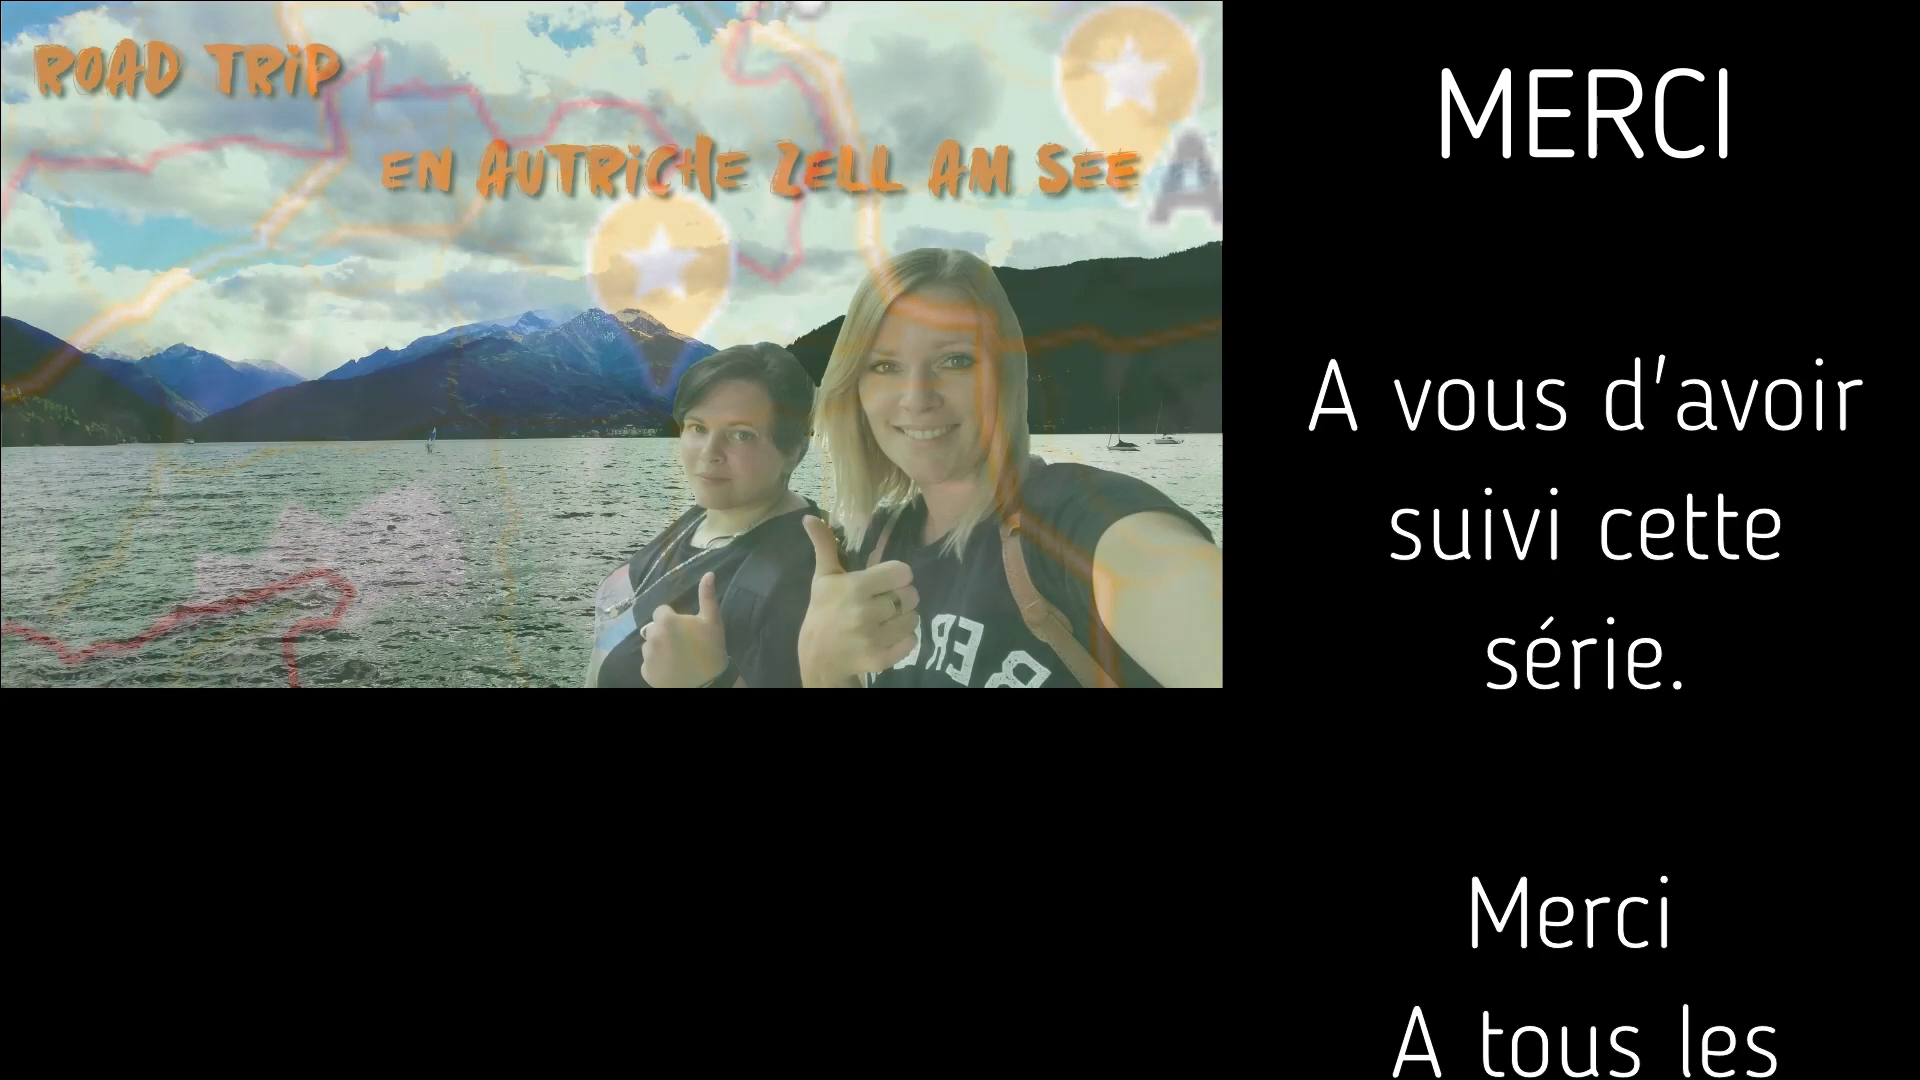 ROAD TRIP
EN AUTRICHE ZELL AM SEE
A
MERCI
A vous d'avoir
suivi cette
série.
Merci
A tous les